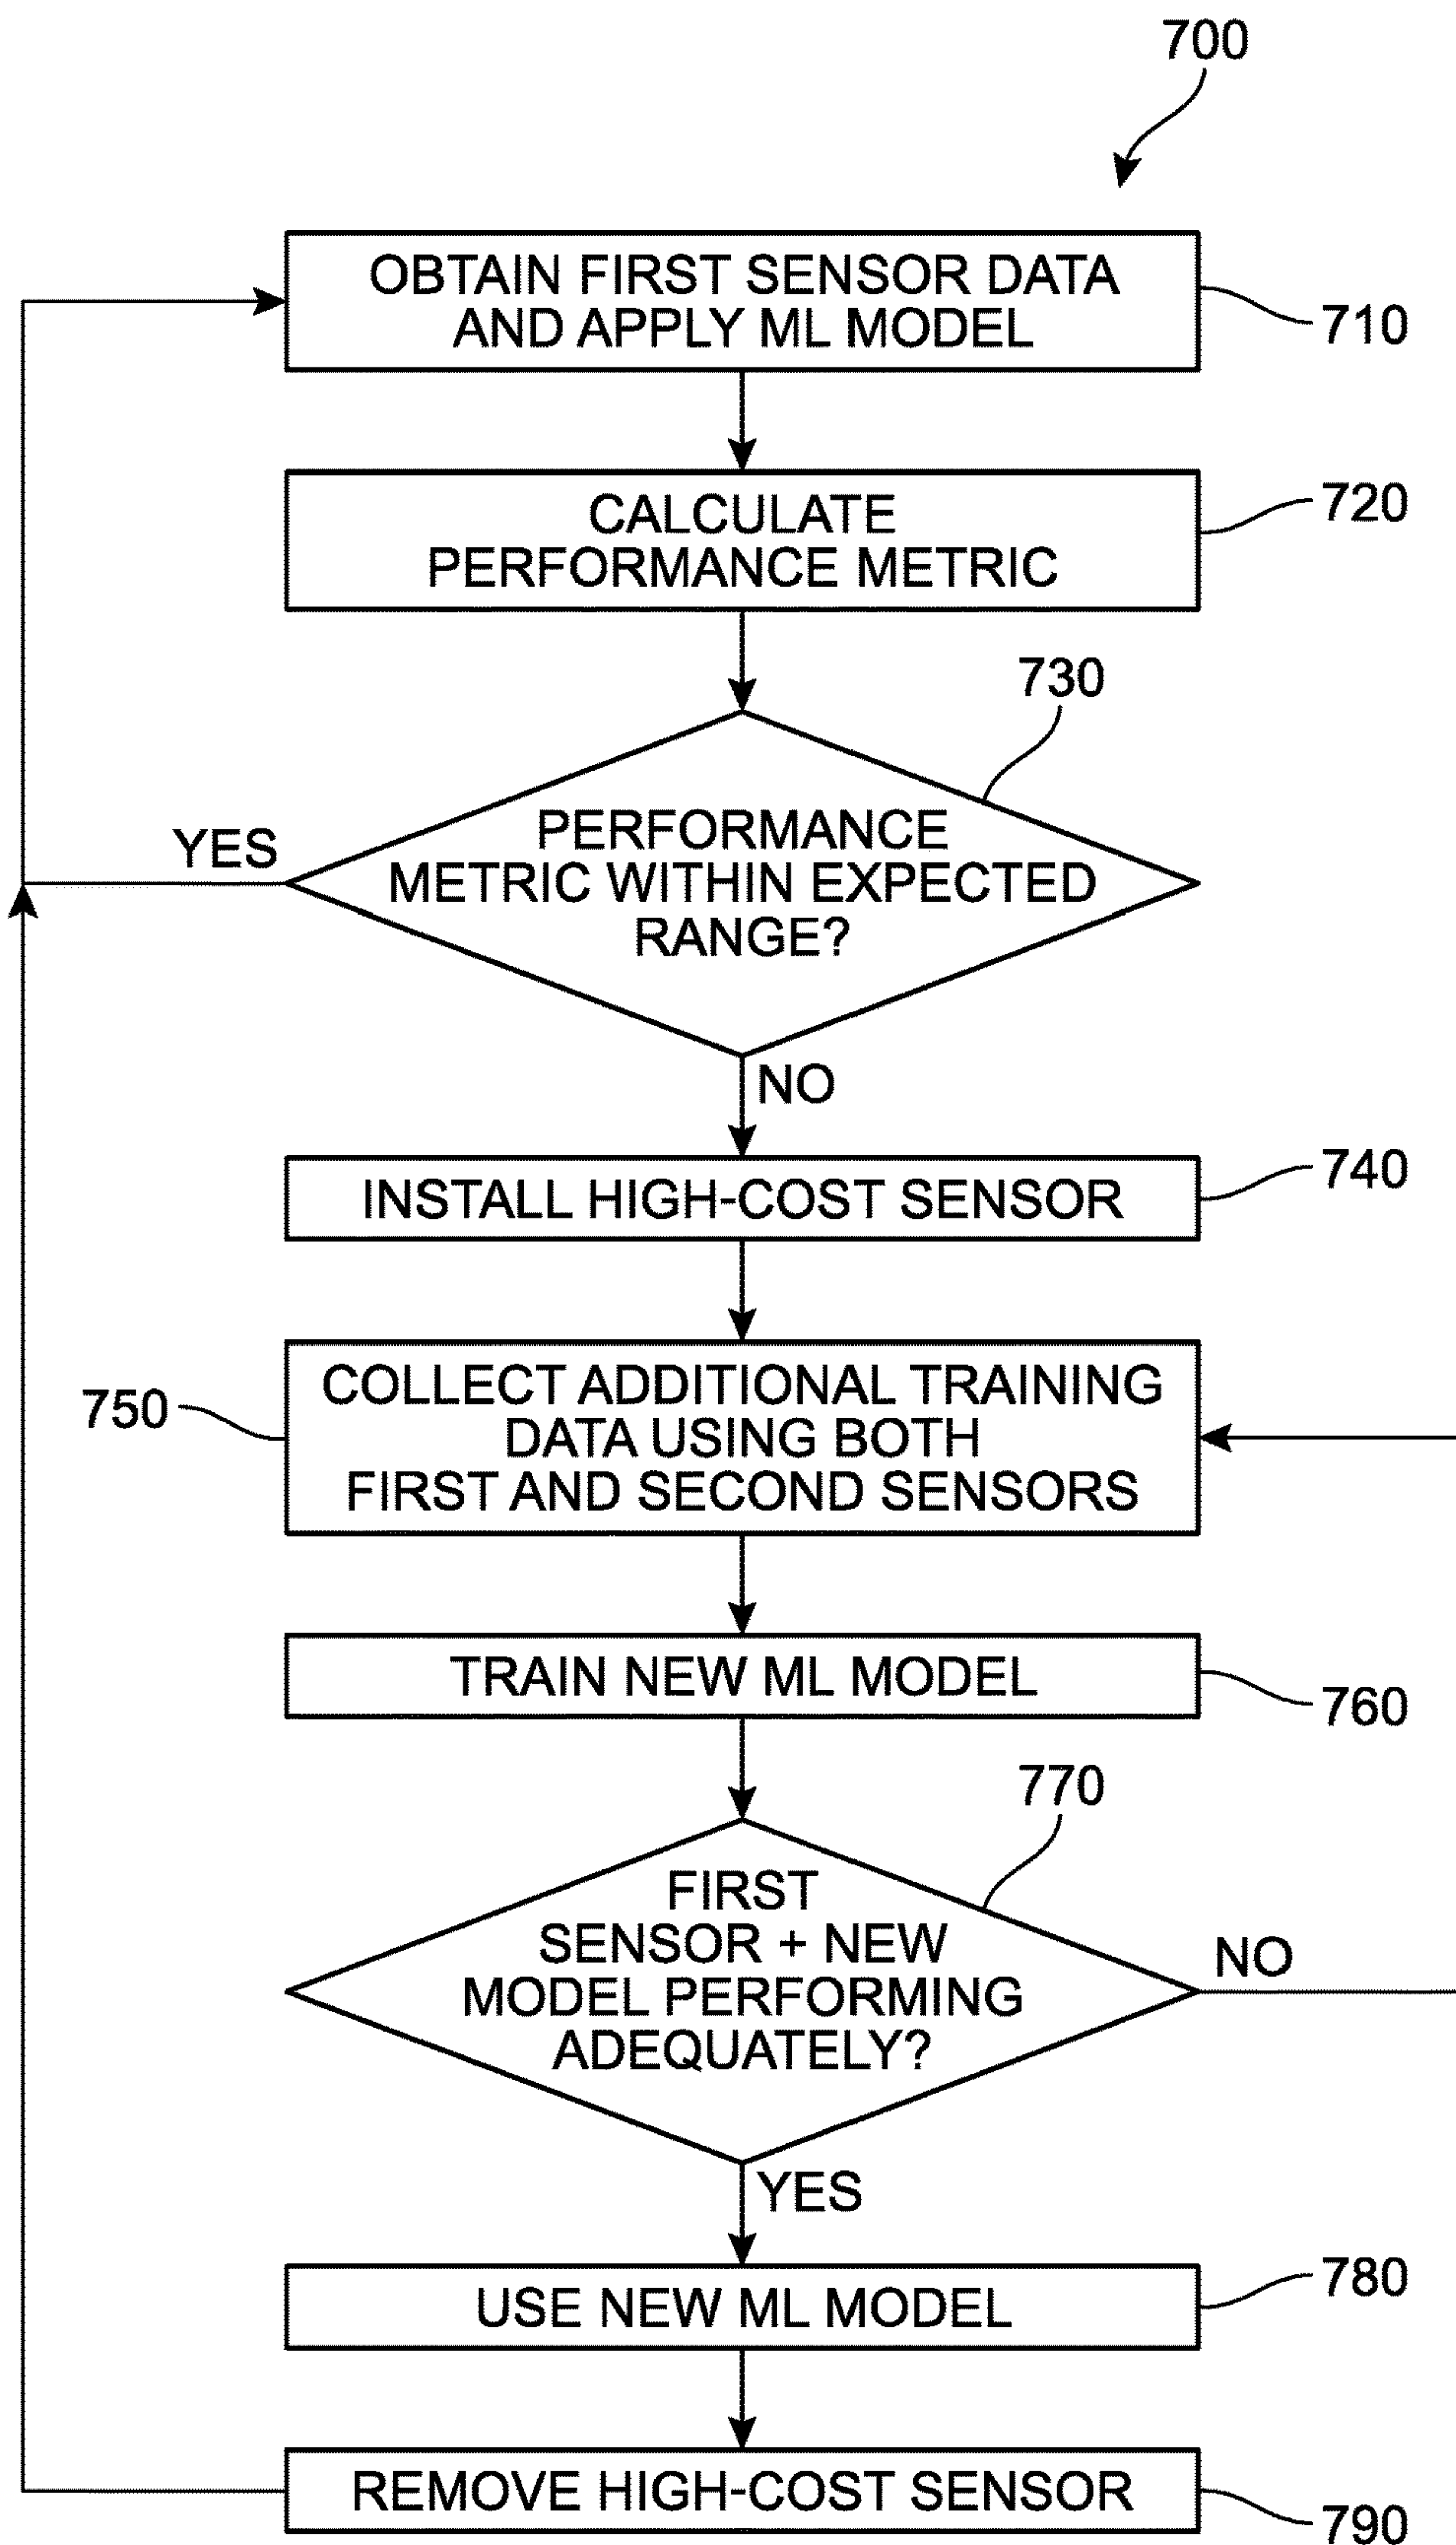 700
OBTAIN FIRST SENSOR DATA
AND APPLY ML MODEL
710
CALCULATE
PERFORMANCE METRIC
720
730
PERFORMANCE
METRIC WITHIN EXPECTED
RANGE?
YES
NO
INSTALL HIGH-COST SENSOR
740
COLLECT ADDITIONAL TRAINING
DATA USING BOTH
FIRST AND SECOND SENSORS
750
TRAIN NEW ML MODEL
760
770
FIRST
SENSOR + NEW
MODEL PERFORMING
ADEQUATELY?
NO
YES
USE NEW ML MODEL
780
REMOVE HIGH-COST SENSOR
790